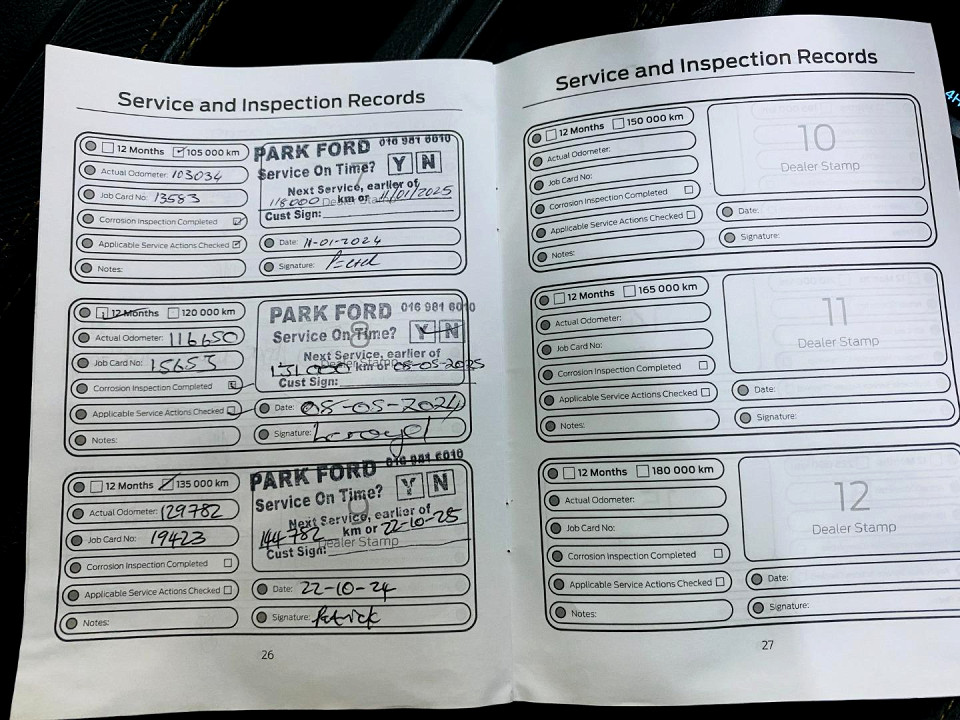 Service and Inspection Records
12 Months 105 000 km
Actual Odometer: 103034
Job Card No: 13583
Corrosion Inspection Completed
Applicable Service Actions Checked
Notes:
PARK FORD 016 981 6010
Service On Time? Y N
Next Service, earlier of
118000 km or 11/01/2025
Dealer Stamp
Cust Sign:
Date: 11-01-2024
Signature:
12 Months 120 000 km
Actual Odometer: 116650
Job Card No: 15653
Corrosion Inspection Completed
Applicable Service Actions Checked
Notes:
PARK FORD 016 981 6010
Service On Time? Y N
Next Service, earlier of
km or 05-05-2025
Dealer Stamp
Cust Sign:
Date: 05-05-2024
Signature:
12 Months 135 000 km
Actual Odometer: 129782
Job Card No: 19423
Corrosion Inspection Completed
Applicable Service Actions Checked
Notes:
PARK FORD 016 981 6010
Service On Time? Y N
Next Service, earlier of
144782 km or 22-10-25
Dealer Stamp
Cust Sign:
Date: 22-10-24
Signature: Patrick
26
Service and Inspection Records
12 Months 150 000 km
Actual Odometer:
Job Card No:
Corrosion Inspection Completed
Applicable Service Actions Checked
Notes:
10
Dealer Stamp
Date:
Signature:
12 Months 165 000 km
Actual Odometer:
Job Card No:
Corrosion Inspection Completed
Applicable Service Actions Checked
Notes:
11
Dealer Stamp
Date:
Signature:
12 Months 180 000 km
Actual Odometer:
Job Card No:
Corrosion Inspection Completed
Applicable Service Actions Checked
Notes:
12
Dealer Stamp
Date:
Signature:
27